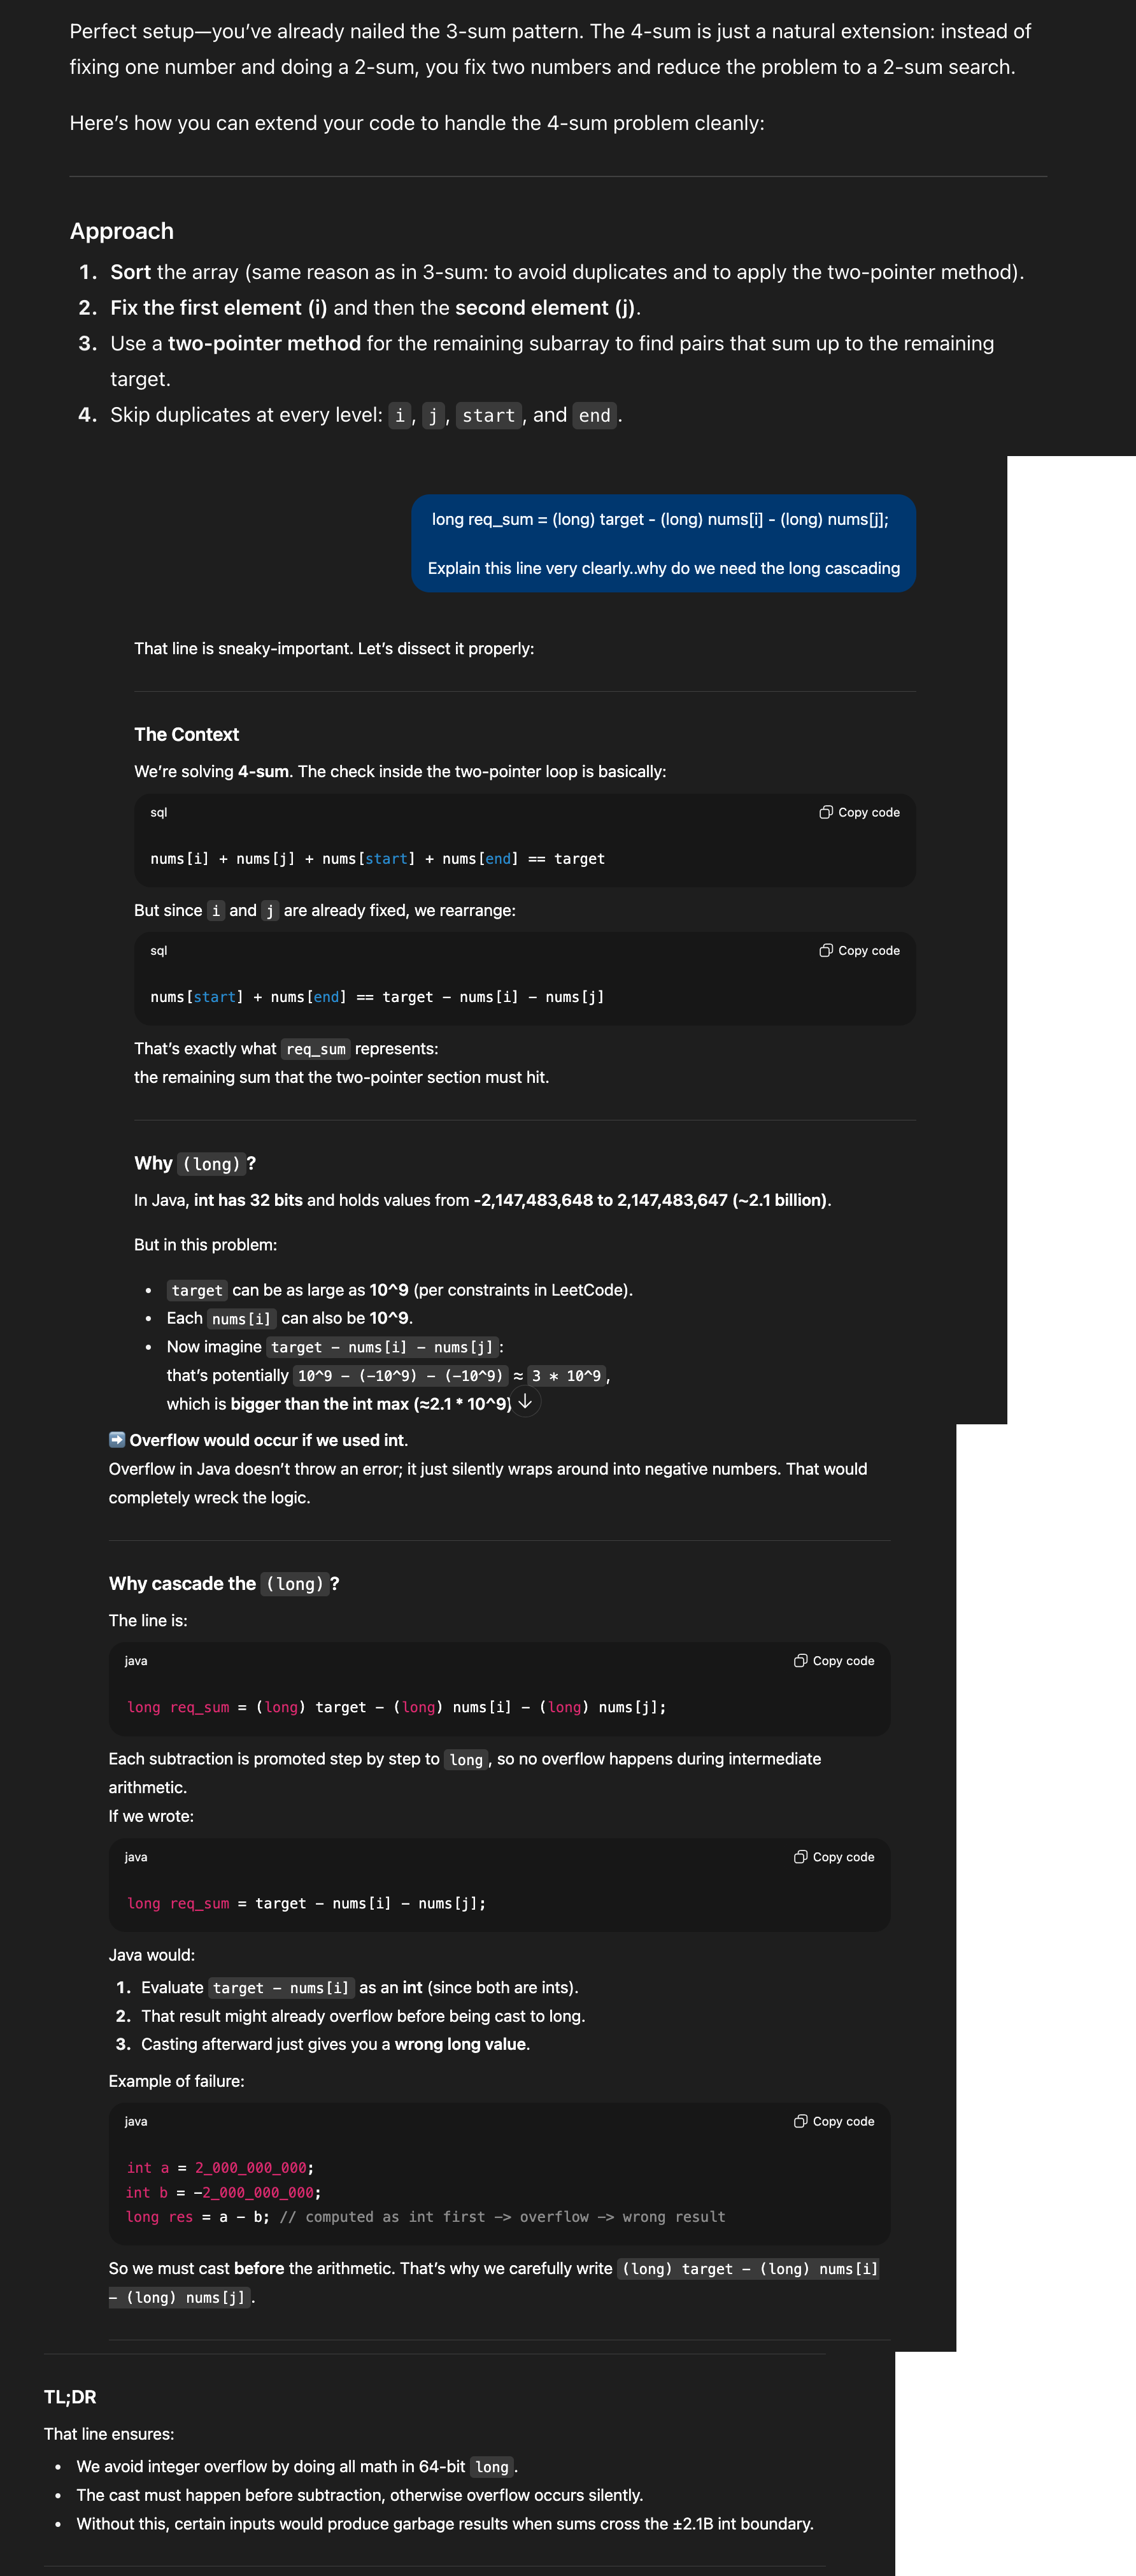 Perfect setup—you’ve already nailed the 3-sum pattern. The 4-sum is just a natural extension: instead of
fixing one number and doing a 2-sum, you fix two numbers and reduce the problem to a 2-sum search.
Here’s how you can extend your code to handle the 4-sum problem cleanly:
Approach
1. Sort the array (same reason as in 3-sum: to avoid duplicates and to apply the two-pointer method).
2. Fix the first element (i) and then the second element (j).
3. Use a two-pointer method for the remaining subarray to find pairs that sum up to the remaining
target.
4. Skip duplicates at every level: i, j, start, and end.
long req_sum = (long) target - (long) nums[i] - (long) nums[j];
Explain this line very clearly..why do we need the long cascading
That line is sneaky-important. Let’s dissect it properly:
The Context
We’re solving 4-sum. The check inside the two-pointer loop is basically:
sql
Copy code
nums[i] + nums[j] + nums[start] + nums[end] == target
But since i and j are already fixed, we rearrange:
sql
Copy code
nums[start] + nums[end] == target - nums[i] - nums[j]
That’s exactly what req_sum represents:
the remaining sum that the two-pointer section must hit.
Why (long)?
In Java, int has 32 bits and holds values from -2,147,483,648 to 2,147,483,647 (~2.1 billion).
But in this problem:
• target can be as large as 10^9 (per constraints in LeetCode).
• Each nums[i] can also be 10^9.
• Now imagine target - nums[i] - nums[j]:
that’s potentially 10^9 - (-10^9) - (-10^9) ≈ 3 * 10^9,
which is bigger than the int max (≈2.1 * 10^9)
➡ Overflow would occur if we used int.
Overflow in Java doesn’t throw an error; it just silently wraps around into negative numbers. That would
completely wreck the logic.
Why cascade the (long)?
The line is:
java
Copy code
long req_sum = (long) target - (long) nums[i] - (long) nums[j];
Each subtraction is promoted step by step to long, so no overflow happens during intermediate
arithmetic.
If we wrote:
java
Copy code
long req_sum = target - nums[i] - nums[j];
Java would:
1. Evaluate target - nums[i] as an int (since both are ints).
2. That result might already overflow before being cast to long.
3. Casting afterward just gives you a wrong long value.
Example of failure:
java
Copy code
int a = 2_000_000_000;
int b = -2_000_000_000;
long res = a - b; // computed as int first -> overflow -> wrong result
So we must cast before the arithmetic. That’s why we carefully write (long) target - (long) nums[i]
- (long) nums[j].
TL;DR
That line ensures:
• We avoid integer overflow by doing all math in 64-bit long.
• The cast must happen before subtraction, otherwise overflow occurs silently.
• Without this, certain inputs would produce garbage results when sums cross the ±2.1B int boundary.